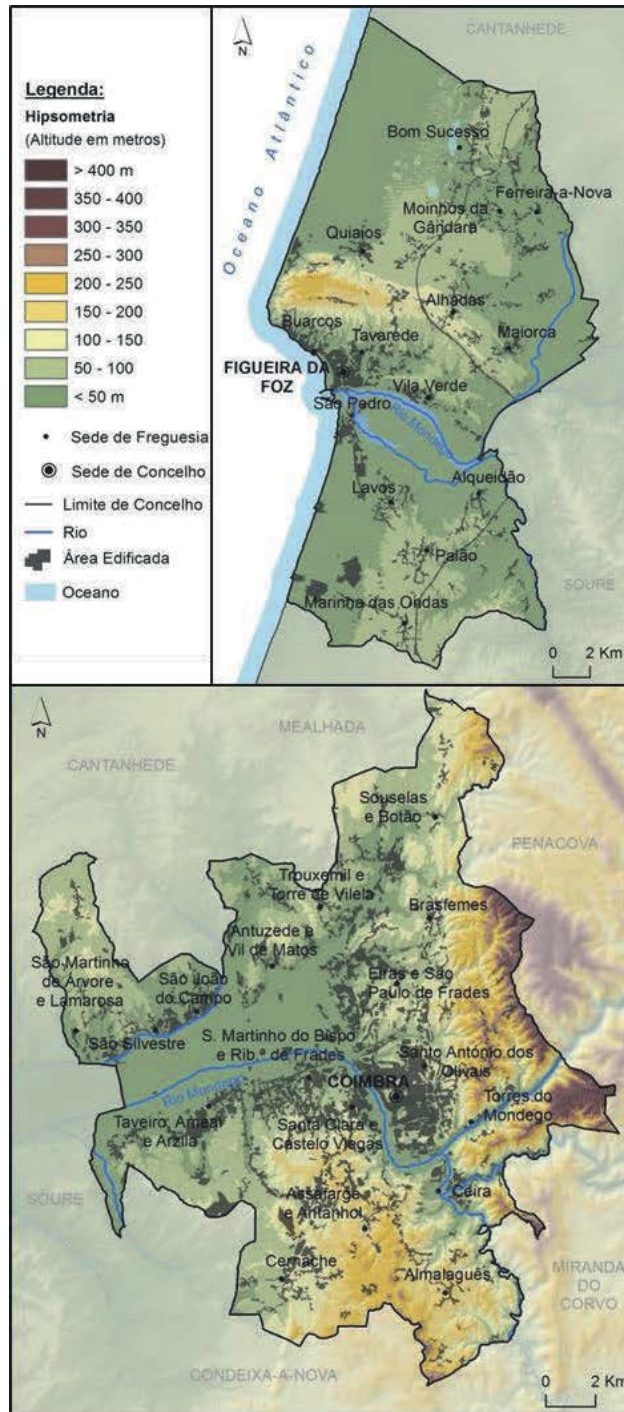 Legenda:
Hipsometria
(Altitude em metros)
> 400 m
350 - 400
300 - 350
250 - 300
200 - 250
150 - 200
100 - 150
50 - 100
< 50 m
Sede de Freguesia
Sede de Concelho
Limite de Concelho
Rio
Área Edificada
Oceano
N
CANTANHEDE
Oceano Atlântico
Bom Sucesso
Ferreira-a-Nova
Moinhos da
Gândara
Quiaios
Alhadas
Buarcos
Tavarede
Maiorca
FIGUEIRA DA
FOZ
Vila Verde
São Pedro
Rio Mondego
Alqueidão
Lavos
Paião
SOURE
Marinha das Ondas
0 2 Km
N
MEALHADA
CANTANHEDE
Souselas
e Botão
PENACOVA
Trouxemil e
Torre de Vilela
Brasfemes
Antuzede e
Vil de Matos
São Martinho
de Árvore
e Lamarosa
São João
do Campo
Eiras e São
Paulo de Frades
São Silvestre
S. Martinho do Bispo
e Rib.ª de Frades
Santo António dos
Olivais
COIMBRA
Rio Mondego
Torres do
Mondego
Taveiro, Ameal
e Arzila
Santa Clara e
Castelo Viegas
SOURE
Assafarge
e Antanhol
Ceira
Cernache
Almalaguês
MIRANDA
DO
CORVO
CONDEIXA-A-NOVA
0 2 Km